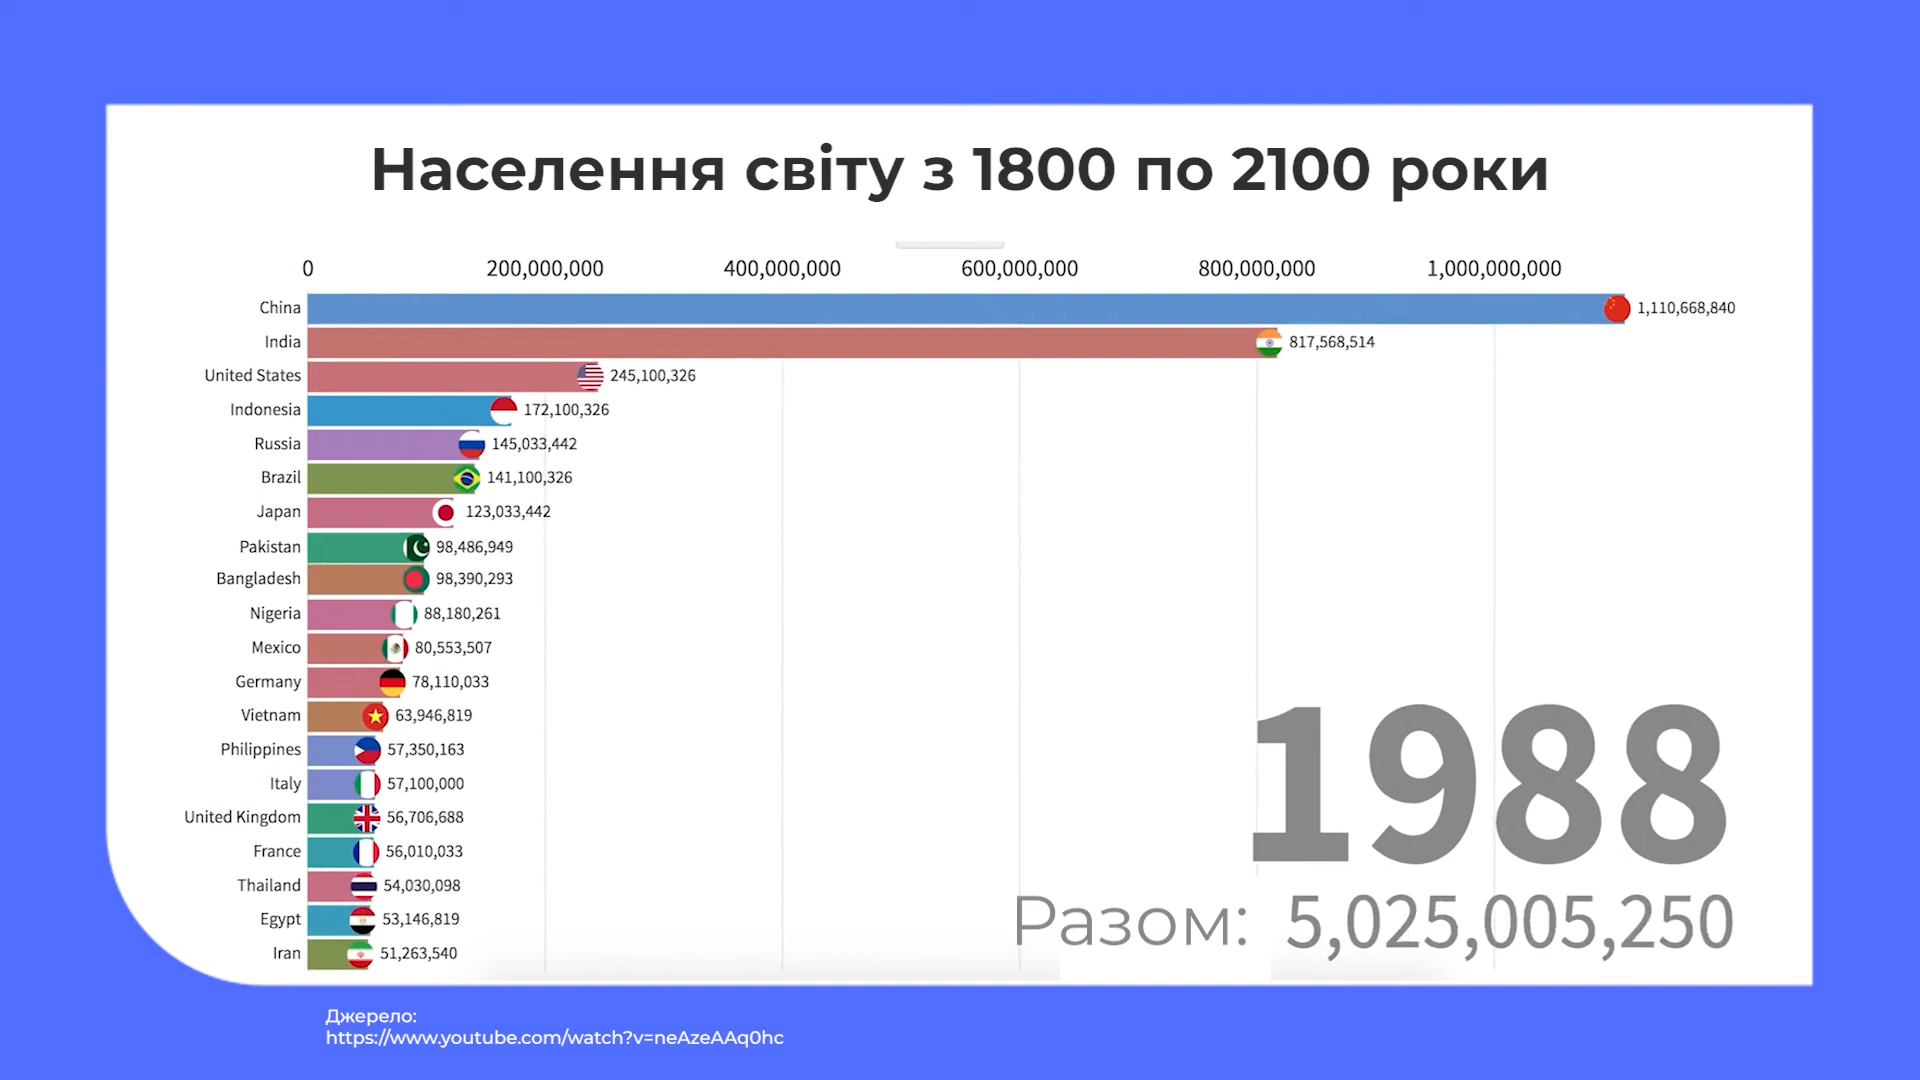 Населення світу з 1800 по 2100 роки
0 200,000,000 400,000,000 600,000,000 800,000,000 1,000,000,000
China 1,110,668,840
India 817,568,514
United States 245,100,326
Indonesia 172,100,326
Russia 145,033,442
Brazil 141,100,326
Japan 123,033,442
Pakistan 98,486,949
Bangladesh 98,390,293
Nigeria 88,180,261
Mexico 80,553,507
Germany 78,110,033
Vietnam 63,946,819
Philippines 57,350,163
Italy 57,100,000
United Kingdom 56,706,688
France 56,010,033
Thailand 54,030,098
Egypt 53,146,819
Iran 51,263,540
1988
Разом: 5,025,005,250
Джерело:
https://www.youtube.com/watch?v=neAzeAAq0hc